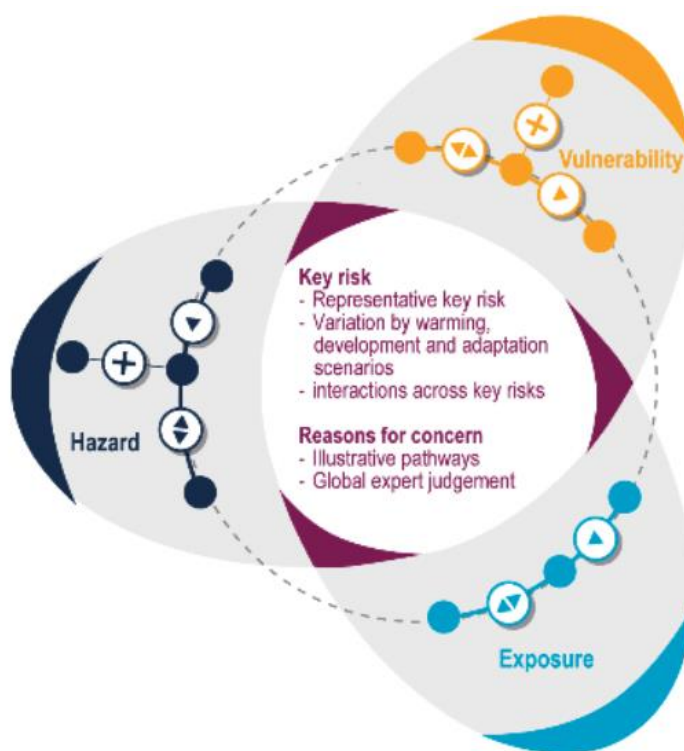 Vulnerability
Key risk
- Representative key risk
- Variation by warming,
development and adaptation
scenarios
- interactions across key risks
Hazard
Reasons for concern
- Illustrative pathways
- Global expert judgement
Exposure